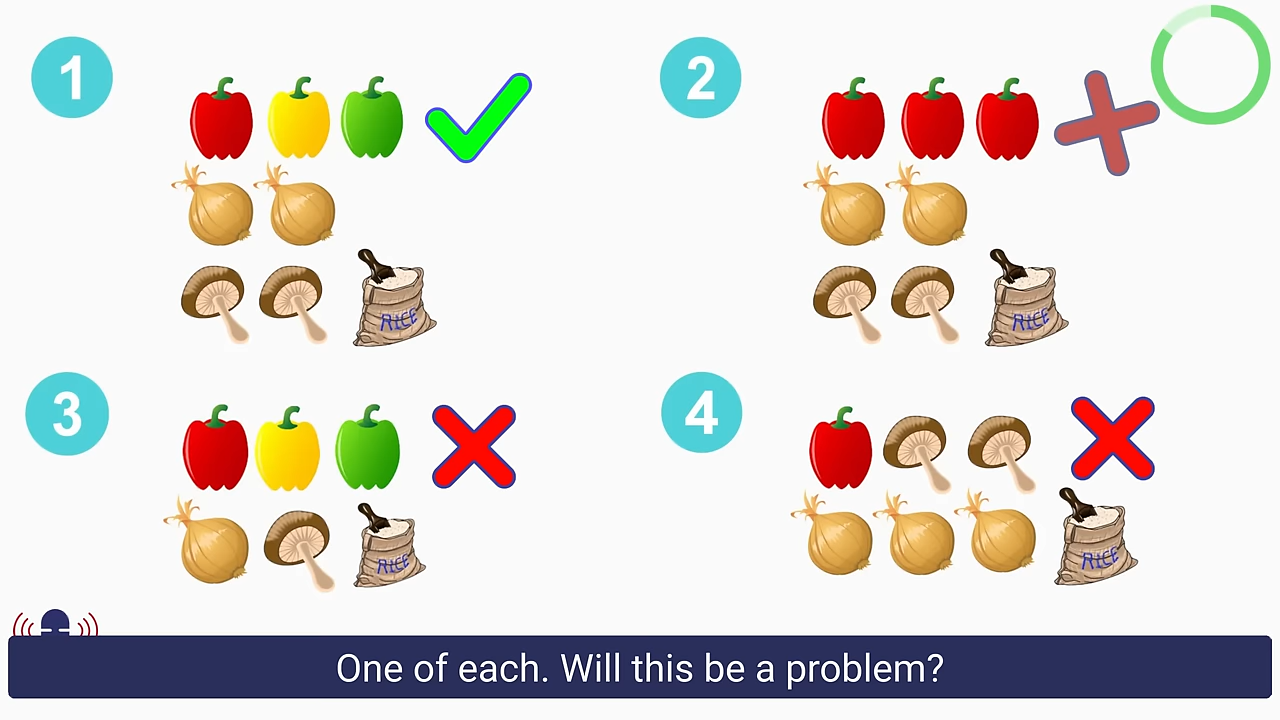 1
2
RICE
RICE
3
4
RICE
RICE
One of each. Will this be a problem?